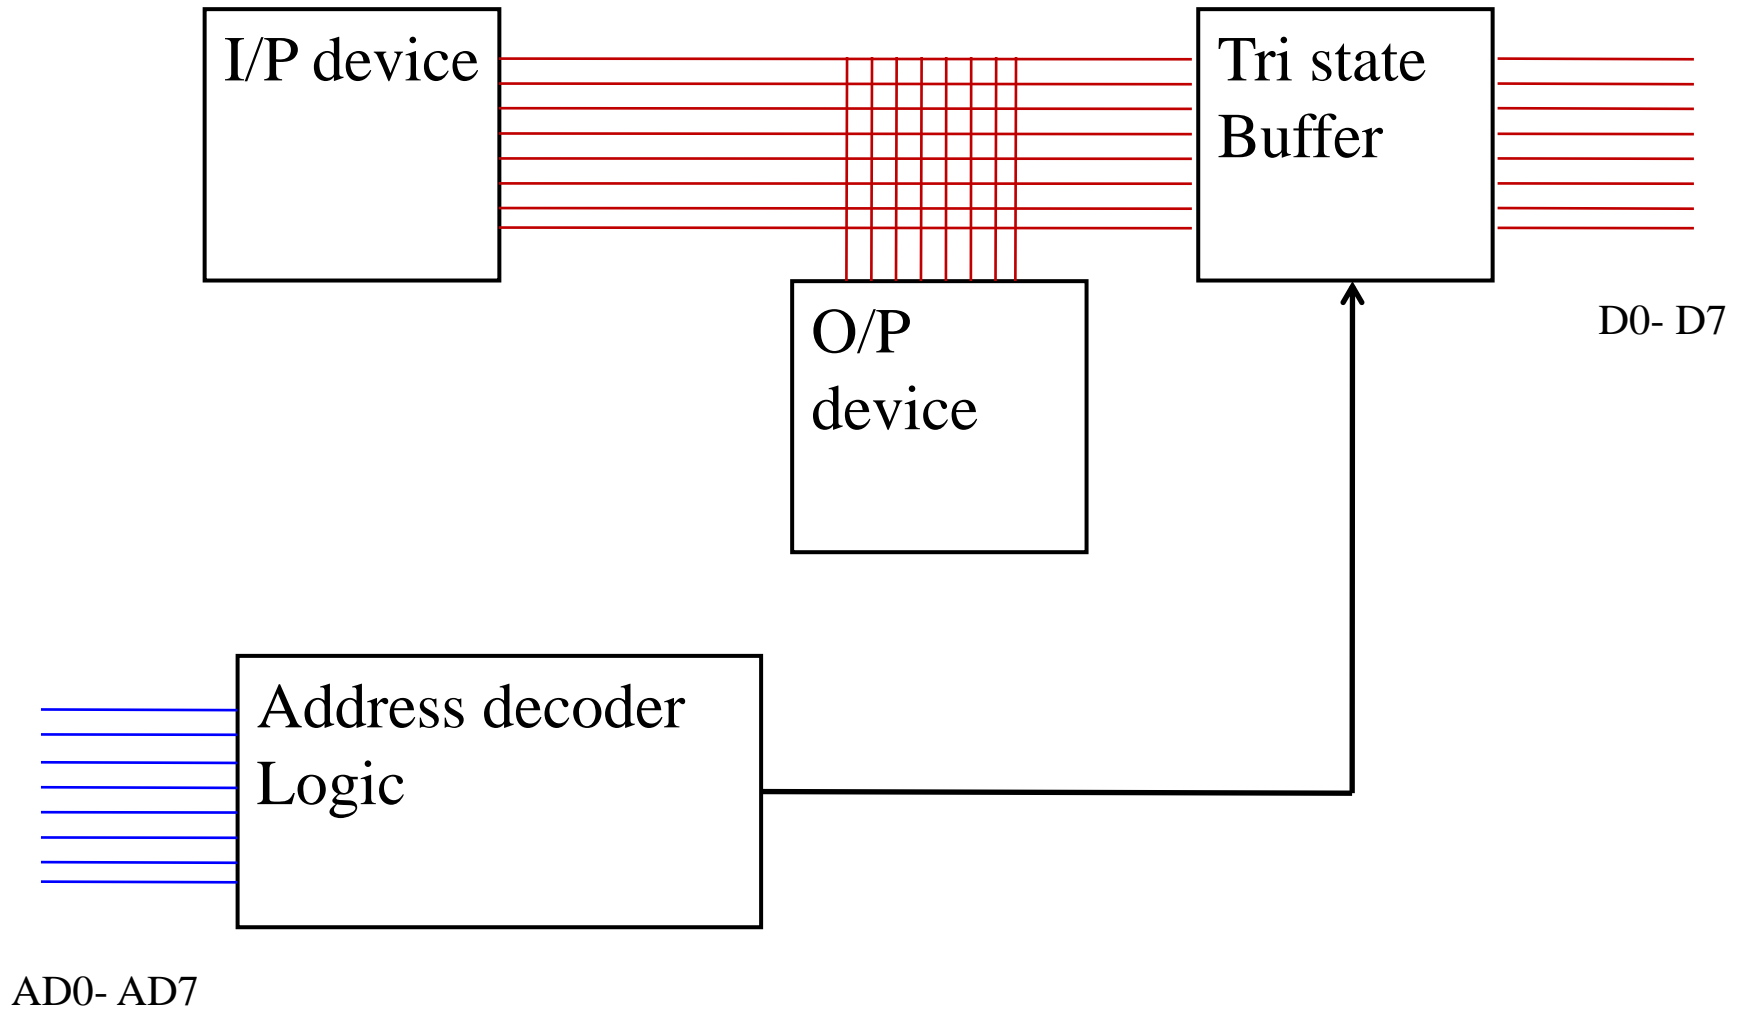 I/P device
Tri state
Buffer
O/P
device
D0- D7
Address decoder
Logic
AD0- AD7